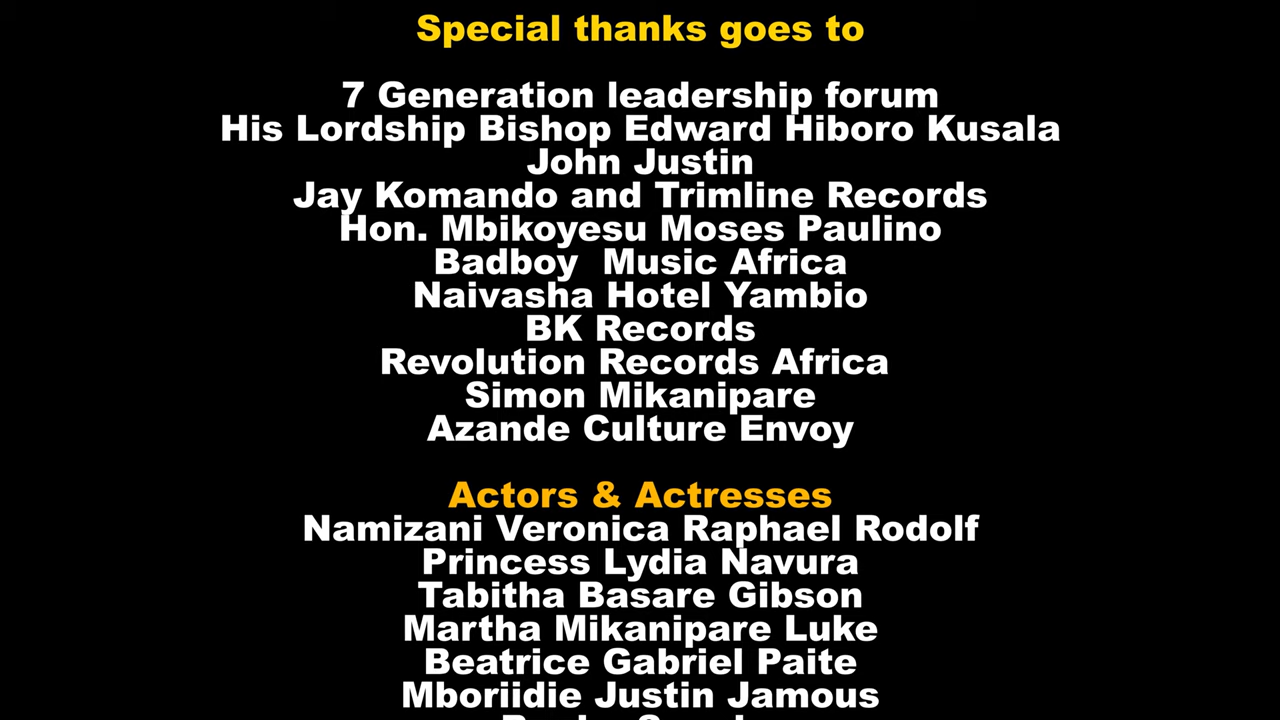 Special thanks goes to
7 Generation leadership forum
His Lordship Bishop Edward Hiboro Kusala
John Justin
Jay Komando and Trimline Records
Hon. Mbikoyesu Moses Paulino
Badboy  Music Africa
Naivasha Hotel Yambio
BK Records
Revolution Records Africa
Simon Mikanipare
Azande Culture Envoy
Actors & Actresses
Namizani Veronica Raphael Rodolf
Princess Lydia Navura
Tabitha Basare Gibson
Martha Mikanipare Luke
Beatrice Gabriel Paite
Mboriidie Justin Jamous